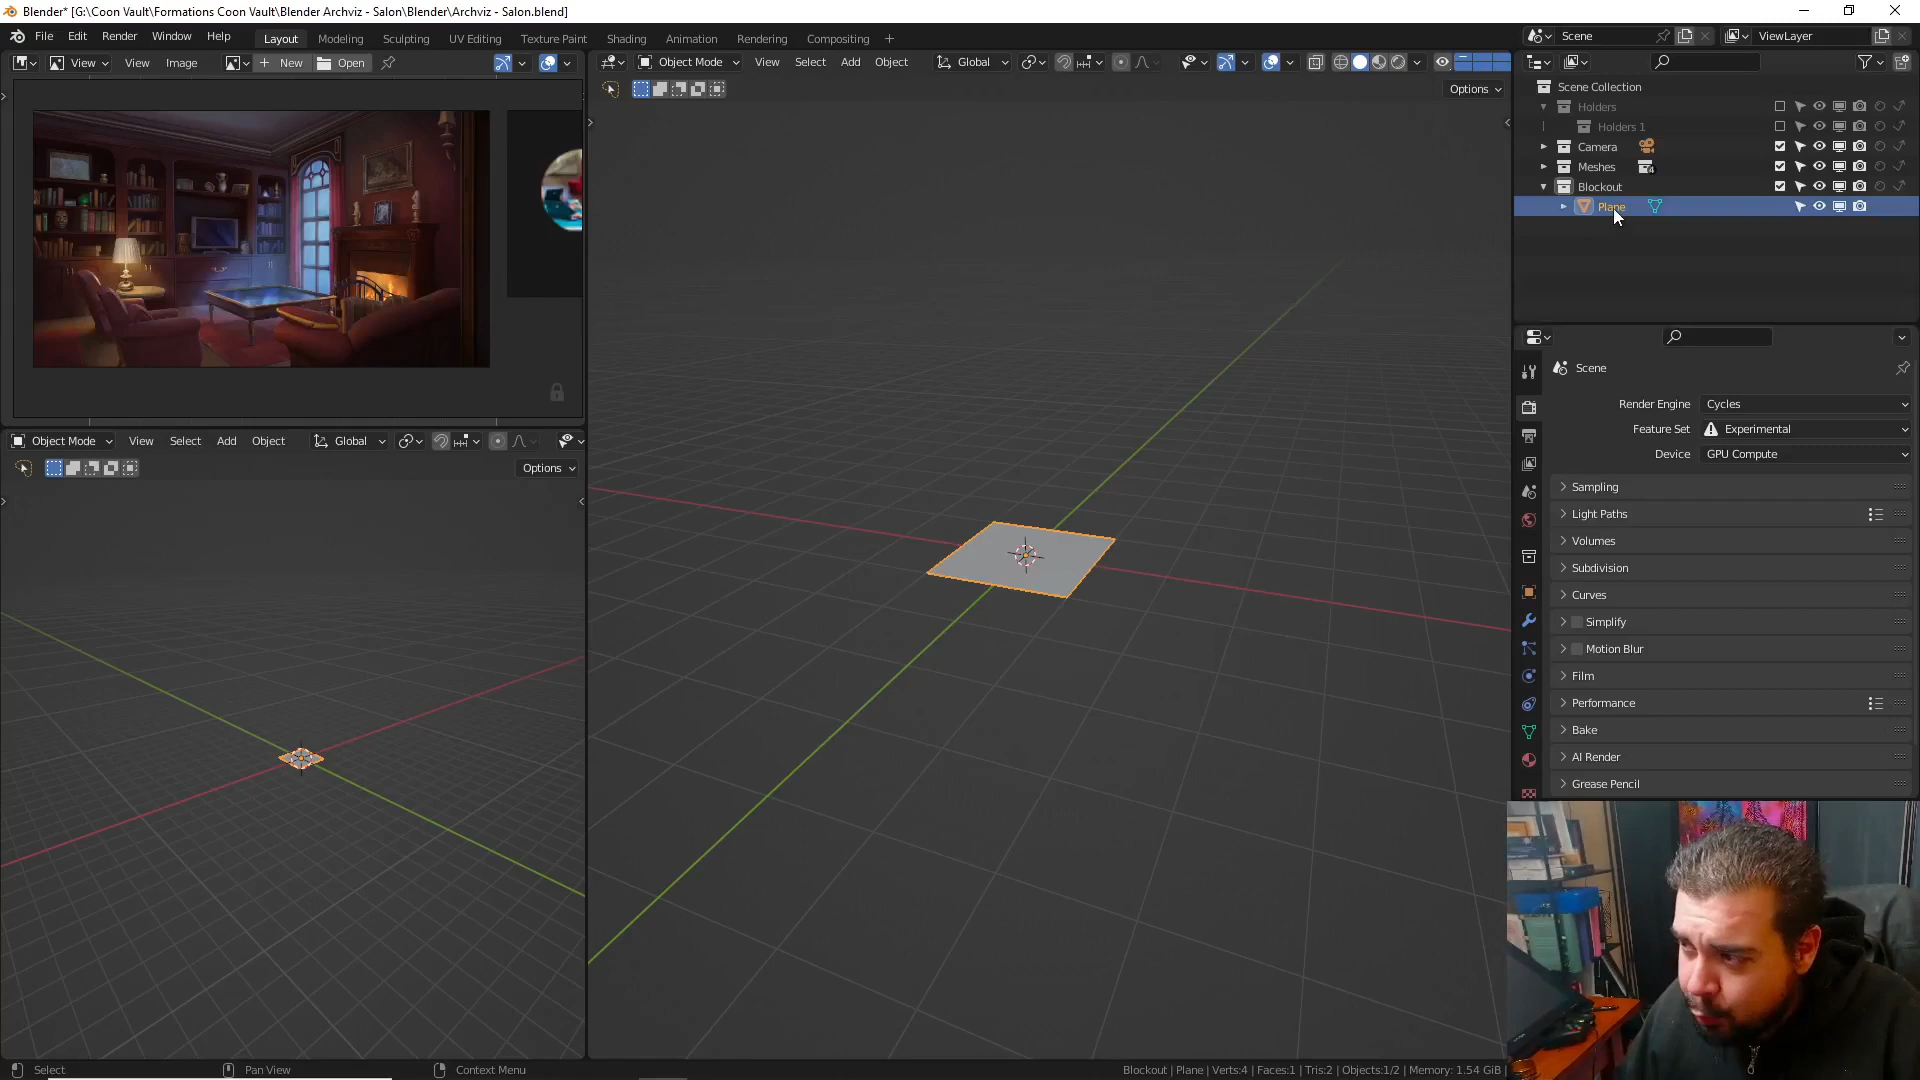 Blender* [G:\Coon Vault\Formations Coon Vault\Blender Archviz - Salon\Blender\Archviz - Salon.blend]
File Edit Render Window Help
Layout Modeling Sculpting UV Editing Texture Paint Shading Animation Rendering Compositing +
Scene
ViewLayer
View View Image
New
Open
Object Mode View Select Add Object
Global
Options
Scene Collection
Holders
Holders 1
Camera
Meshes
4
Blockout
Plane
Object Mode View Select Add Object
Global
Options
Scene
Render Engine Cycles
Feature Set Experimental
Device GPU Compute
Sampling
Light Paths
Volumes
Subdivision
Curves
Simplify
Motion Blur
Film
Performance
Bake
AI Render
Grease Pencil
Select
Pan View
Context Menu
Blockout | Plane | Verts:4 | Faces:1 | Tris:2 | Objects:1/2 | Memory: 1.54 GiB |